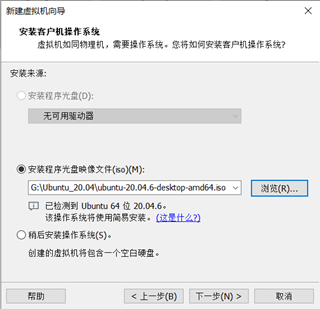 新建虚拟机向导
安装客户机操作系统
虚拟机如同物理机，需要操作系统。您将如何安装客户机操作系统?
安装来源:
安装程序光盘(D):
无可用驱动器
安装程序光盘映像文件(iso)(M):
G:\Ubuntu_20.04\ubuntu-20.04.6-desktop-amd64.iso
浏览(R)...
已检测到 Ubuntu 64 位 20.04.6。
该操作系统将使用简易安装。(这是什么?)
稍后安装操作系统(S)。
创建的虚拟机将包含一个空白硬盘。
帮助
< 上一步(B)
下一步(N) >
取消